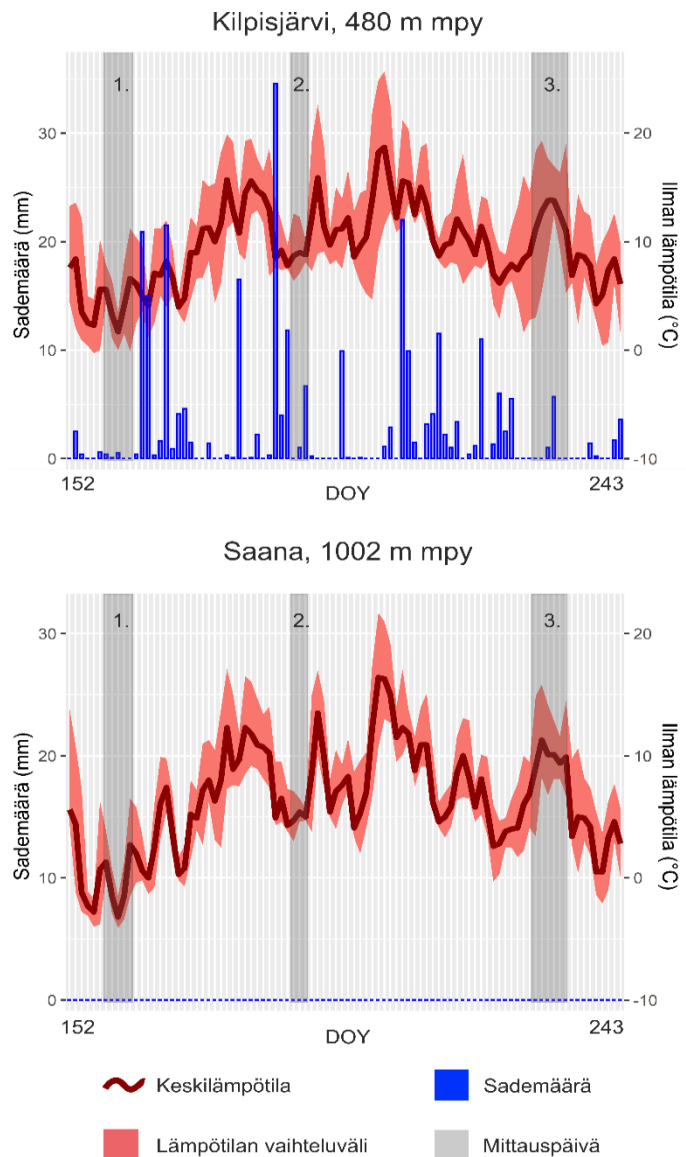 Kilpisjärvi, 480 m mpy
1.
2.
3.
30
20
10
0
20
10
0
-10
Sademäärä (mm)
Ilman lämpötila (°C)
152
DOY
243
Saana, 1002 m mpy
1.
2.
3.
30
20
10
0
20
10
0
-10
Sademäärä (mm)
Ilman lämpötila (°C)
152
DOY
243
Keskilämpötila
Sademäärä
Lämpötilan vaihteluväli
Mittauspäivä